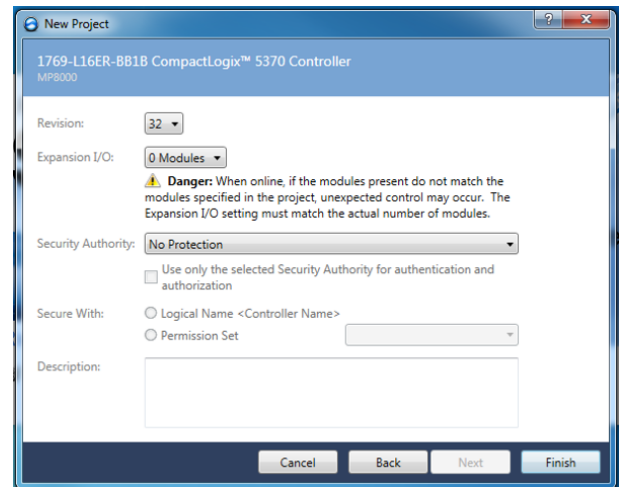 New Project
?
X
1769-L16ER-BB1B CompactLogix™ 5370 Controller
MP8000
Revision:
32
Expansion I/O:
0 Modules
Danger: When online, if the modules present do not match the
modules specified in the project, unexpected control may occur. The
Expansion I/O setting must match the actual number of modules.
Security Authority:
No Protection
Use only the selected Security Authority for authentication and
authorization
Secure With:
Logical Name <Controller Name>
Permission Set
Description:
Cancel
Back
Next
Finish